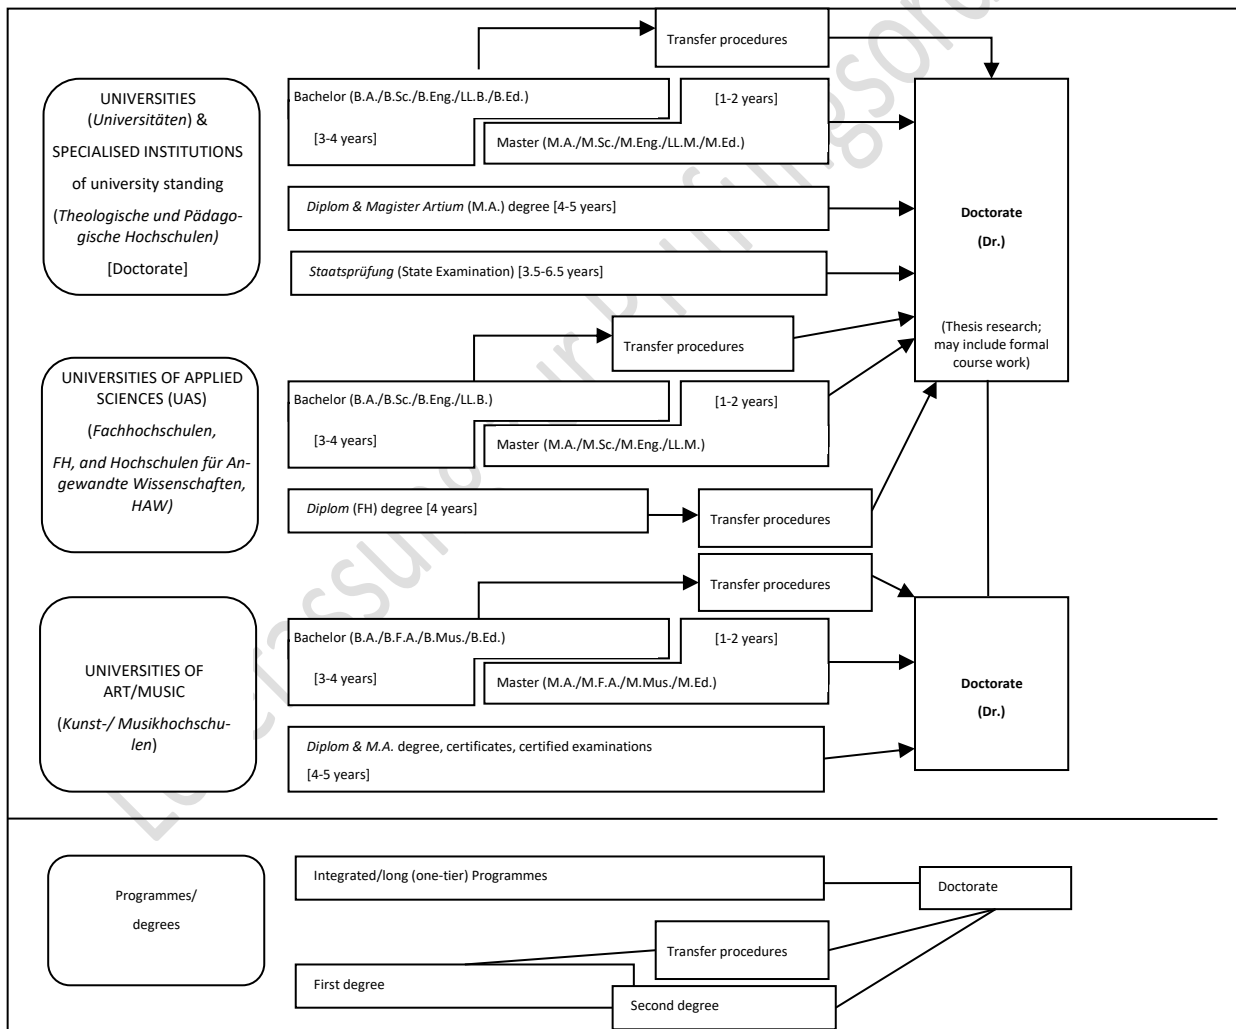 Transfer procedures
UNIVERSITIES
(Universitäten) &
SPECIALISED INSTITUTIONS
of university standing
(Theologische und Pädago-
gische Hochschulen)
[Doctorate]
Bachelor (B.A./B.Sc./B.Eng./LL.B./B.Ed.)
[3-4 years]
[1-2 years]
Master (M.A./M.Sc./M.Eng./LL.M./M.Ed.)
Diplom & Magister Artium (M.A.) degree [4-5 years]
Staatsprüfung (State Examination) [3.5-6.5 years]
Doctorate
(Dr.)
(Thesis research;
may include formal
course work)
Transfer procedures
UNIVERSITIES OF APPLIED
SCIENCES (UAS)
(Fachhochschulen,
FH, and Hochschulen für An-
gewandte Wissenschaften,
HAW)
Bachelor (B.A./B.Sc./B.Eng./LL.B.)
[3-4 years]
[1-2 years]
Master (M.A./M.Sc./M.Eng./LL.M.)
Diplom (FH) degree [4 years]
Transfer procedures
Transfer procedures
UNIVERSITIES OF
ART/MUSIC
(Kunst-/ Musikhochschu-
len)
Bachelor (B.A./B.F.A./B.Mus./B.Ed.)
[3-4 years]
[1-2 years]
Master (M.A./M.F.A./M.Mus./M.Ed.)
Diplom & M.A. degree, certificates, certified examinations
[4-5 years]
Doctorate
(Dr.)
Programmes/
degrees
Integrated/long (one-tier) Programmes
Doctorate
Transfer procedures
First degree
Second degree